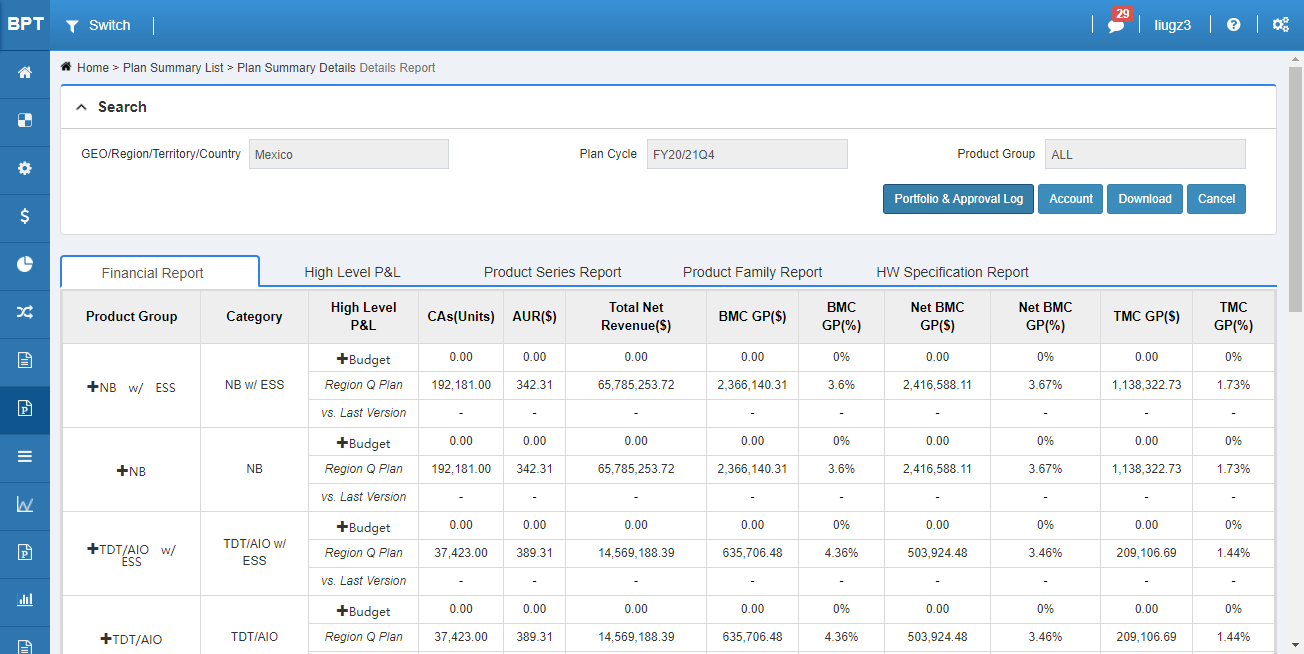 BPT
Switch
29
liugz3
Home > Plan Summary List > Plan Summary Details Details Report
Search
GEO/Region/Territory/Country Mexico Plan Cycle FY20/21Q4 Product Group ALL
Portfolio & Approval Log Account Download Cancel
Financial Report High Level P&L Product Series Report Product Family Report HW Specification Report
Product Group Category High Level P&L CAs(Units) AUR($) Total Net Revenue($) BMC GP($) BMC GP(%) Net BMC GP($) Net BMC GP(%) TMC GP($) TMC GP(%)
NB w/ ESS NB w/ ESS
Budget 0.00 0.00 0.00 0.00 0% 0.00 0% 0.00 0%
Region Q Plan 192,181.00 342.31 65,785,253.72 2,366,140.31 3.6% 2,416,588.11 3.67% 1,138,322.73 1.73%
vs. Last Version - - - - - - - - -
NB NB
Budget 0.00 0.00 0.00 0.00 0% 0.00 0% 0.00 0%
Region Q Plan 192,181.00 342.31 65,785,253.72 2,366,140.31 3.6% 2,416,588.11 3.67% 1,138,322.73 1.73%
vs. Last Version - - - - - - - - -
TDT/AIO w/ ESS TDT/AIO w/ ESS
Budget 0.00 0.00 0.00 0.00 0% 0.00 0% 0.00 0%
Region Q Plan 37,423.00 389.31 14,569,188.39 635,706.48 4.36% 503,924.48 3.46% 209,106.69 1.44%
vs. Last Version - - - - - - - - -
TDT/AIO TDT/AIO
Budget 0.00 0.00 0.00 0.00 0% 0.00 0% 0.00 0%
Region Q Plan 37,423.00 389.31 14,569,188.39 635,706.48 4.36% 503,924.48 3.46% 209,106.69 1.44%